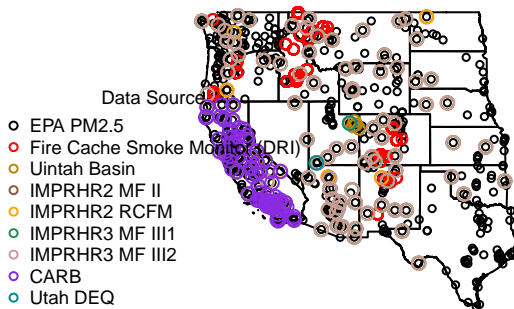 Data Source
EPA PM2.5
Fire Cache Smoke Monitor (DRI)
Uintah Basin
IMPRHR2 MF II
IMPRHR2 RCFM
IMPRHR3 MF III1
IMPRHR3 MF III2
CARB
Utah DEQ